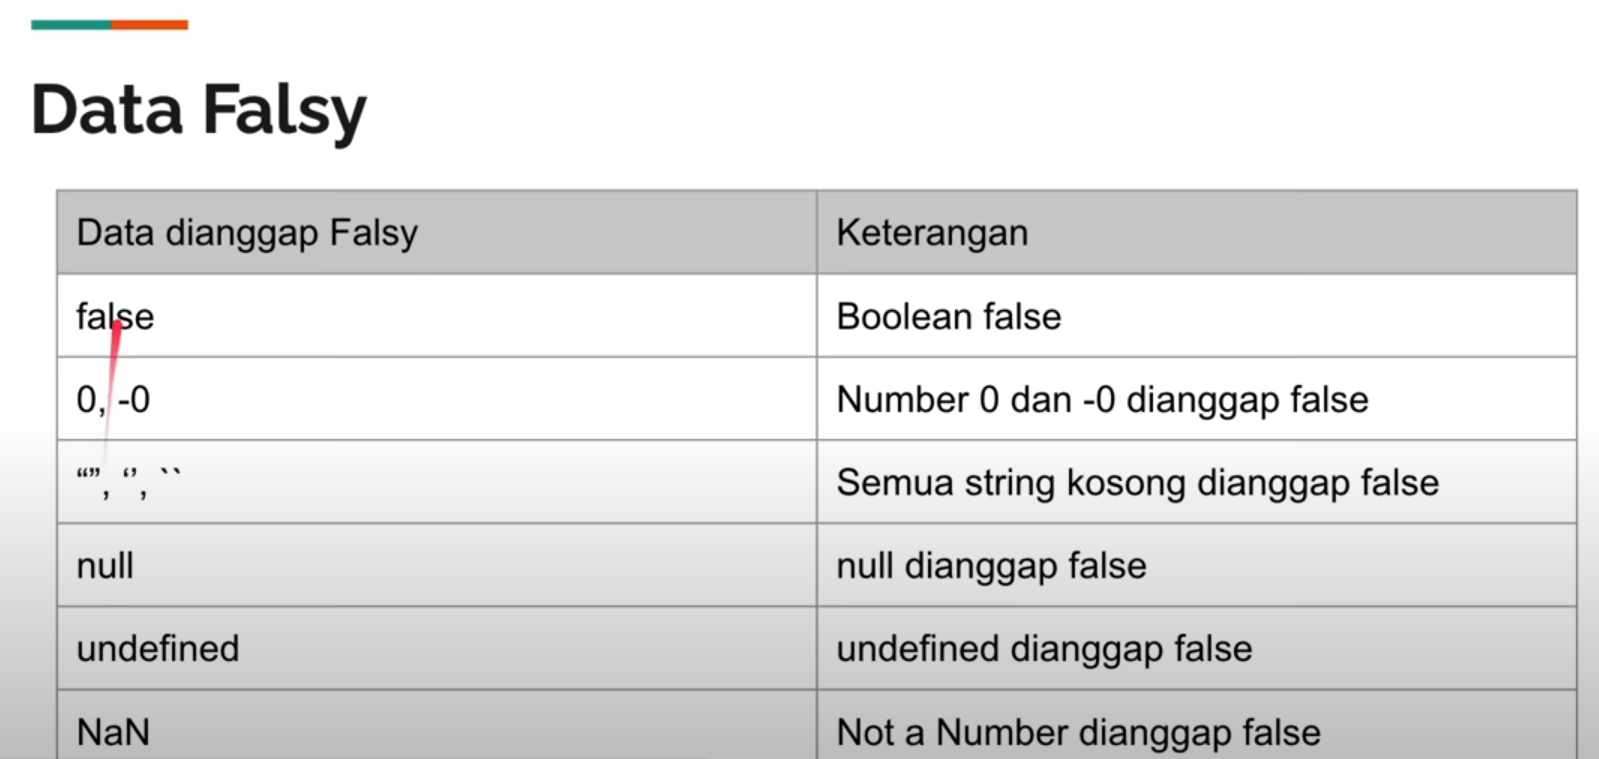 Data Falsy
Data dianggap Falsy Keterangan
false Boolean false
0, -0 Number 0 dan -0 dianggap false
“”, ‘’, `` Semua string kosong dianggap false
null null dianggap false
undefined undefined dianggap false
NaN Not a Number dianggap false